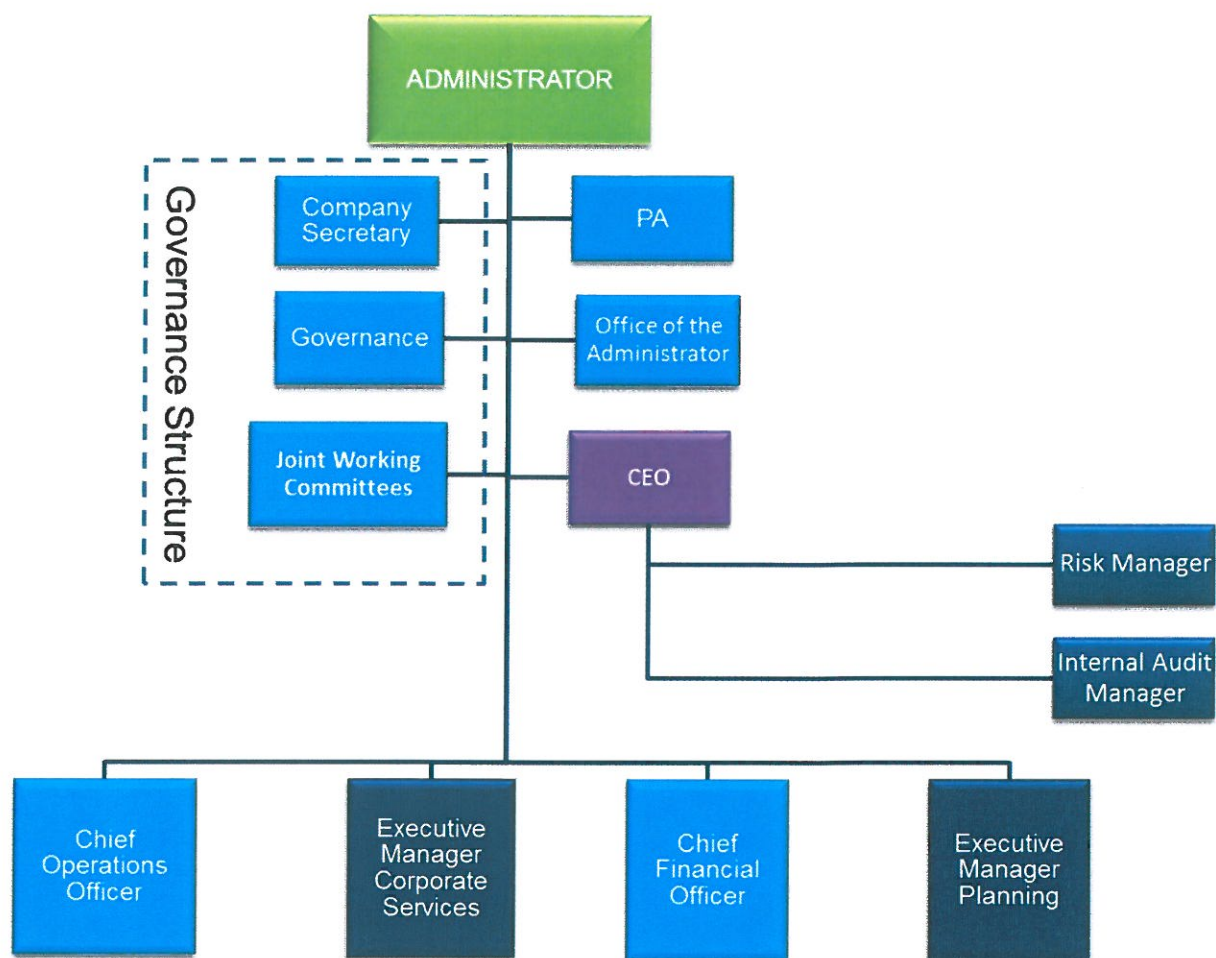 ADMINISTRATOR
Governance Structure
Company
Secretary
PA
Governance
Office of the
Administrator
Joint Working
Committees
CEO
Risk Manager
Internal Audit
Manager
Chief
Operations
Officer
Executive
Manager
Corporate
Services
Chief
Financial
Officer
Executive
Manager
Planning